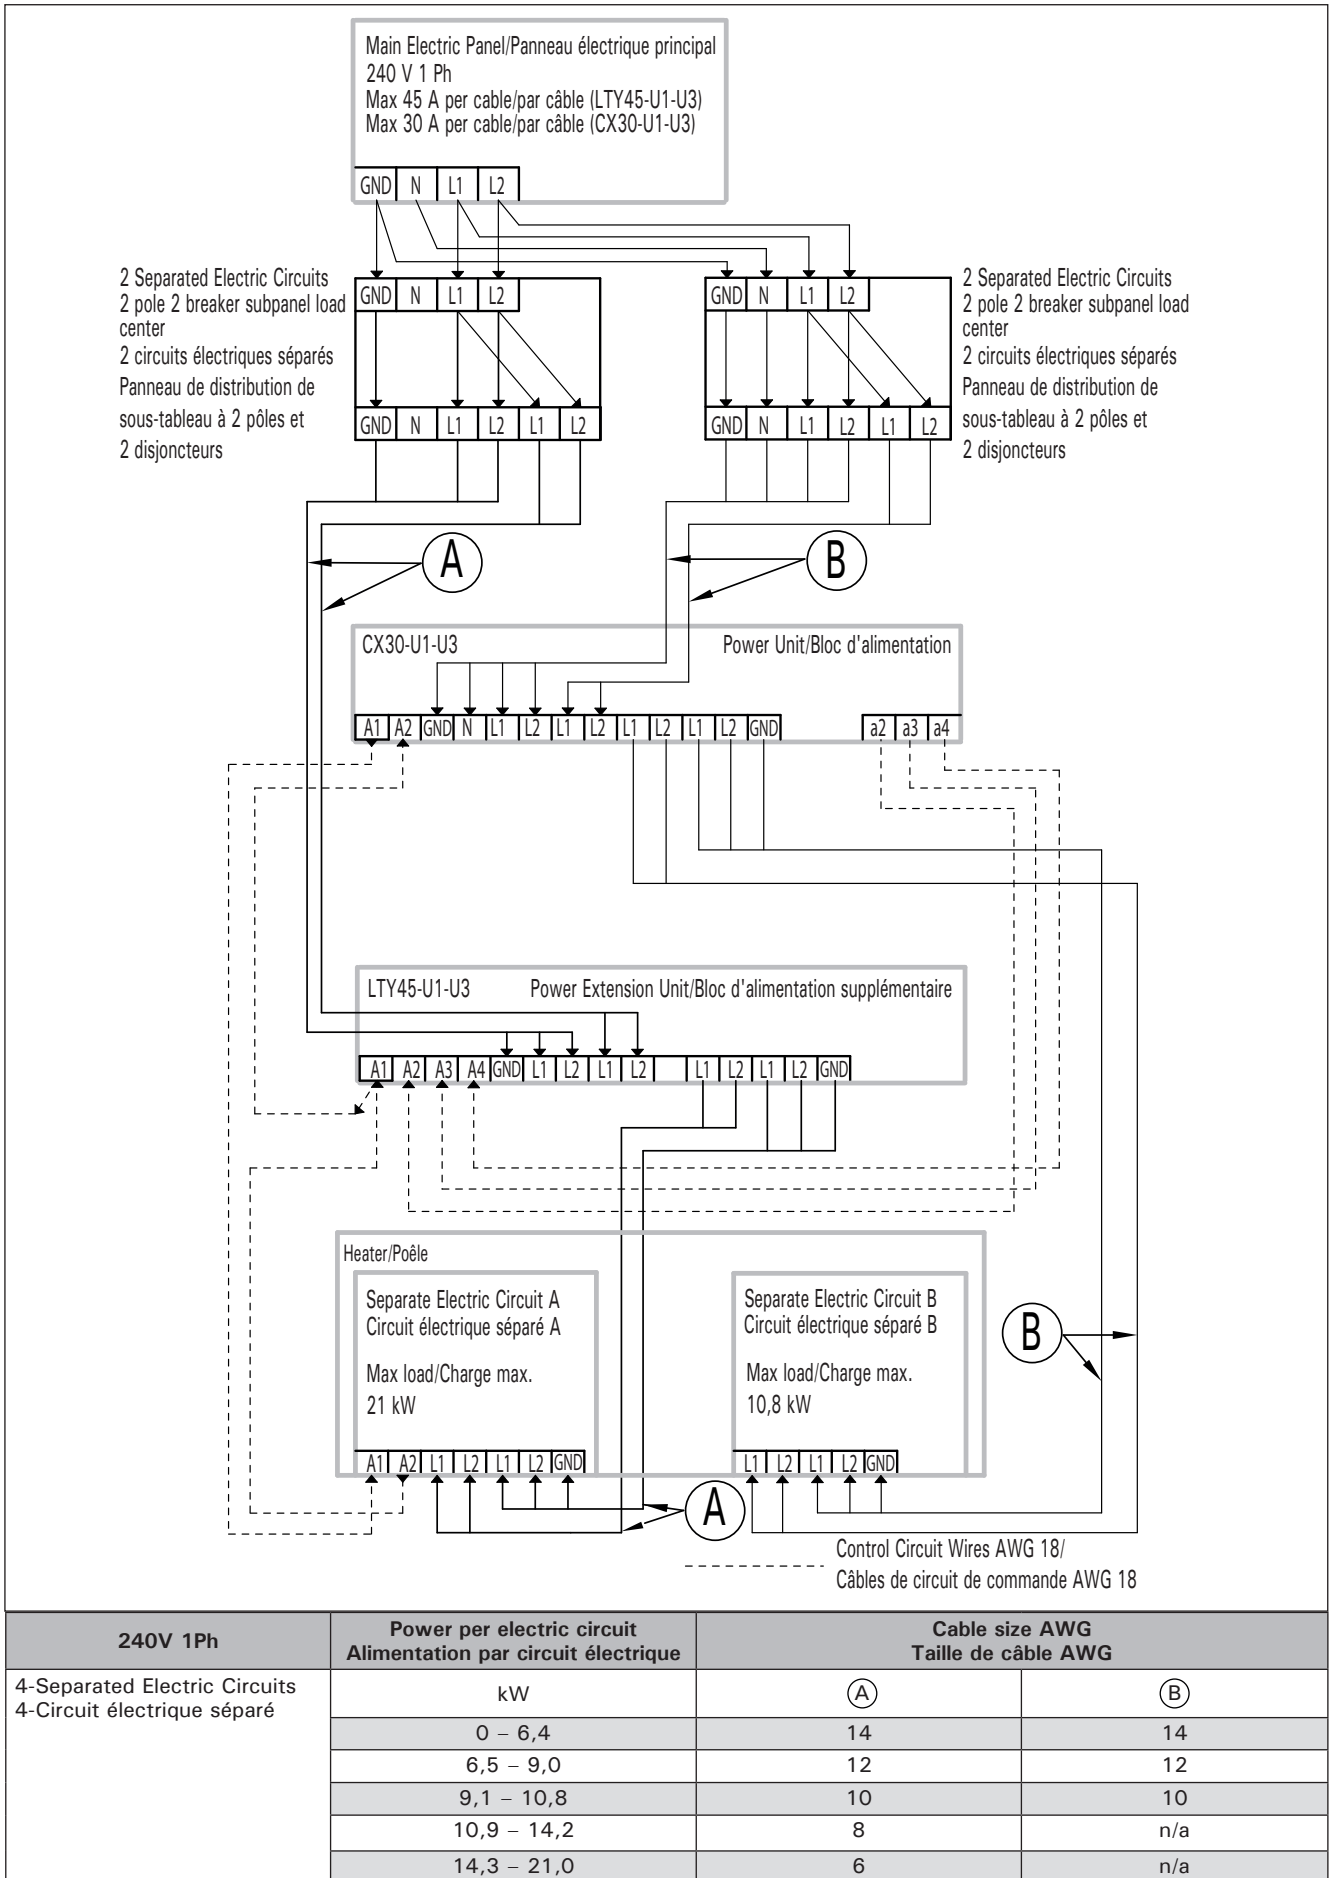 Main Electric Panel/Panneau électrique principal
240 V 1 Ph
Max 45 A per cable/par câble (LTY45-U1-U3)
Max 30 A per cable/par câble (CX30-U1-U3)
GND N L1 L2
2 Separated Electric Circuits
2 pole 2 breaker subpanel load
center
2 circuits électriques séparés
Panneau de distribution de
sous-tableau à 2 pôles et
2 disjoncteurs
GND N L1 L2
GND N L1 L2 L1 L2
GND N L1 L2
GND N L1 L2 L1 L2
2 Separated Electric Circuits
2 pole 2 breaker subpanel load
center
2 circuits électriques séparés
Panneau de distribution de
sous-tableau à 2 pôles et
2 disjoncteurs
A
B
CX30-U1-U3 Power Unit/Bloc d'alimentation
A1 A2 GND N L1 L2 L1 L2 L1 L2 L1 L2 GND a2 a3 a4
LTY45-U1-U3 Power Extension Unit/Bloc d'alimentation supplémentaire
A1 A2 A3 A4 GND L1 L2 L1 L2 L1 L2 L1 L2 GND
Heater/Poêle
Separate Electric Circuit A
Circuit électrique séparé A
Max load/Charge max.
21 kW
A1 A2 L1 L2 L1 L2 GND
Separate Electric Circuit B
Circuit électrique séparé B
Max load/Charge max.
10,8 kW
L1 L2 L1 L2 GND
B
A
Control Circuit Wires AWG 18/
Câbles de circuit de commande AWG 18
240V 1Ph
Power per electric circuit
Alimentation par circuit électrique
Cable size AWG
Taille de câble AWG
4-Separated Electric Circuits
4-Circuit électrique séparé
kW A B
0 – 6,4 14 14
6,5 – 9,0 12 12
9,1 – 10,8 10 10
10,9 – 14,2 8 n/a
14,3 – 21,0 6 n/a